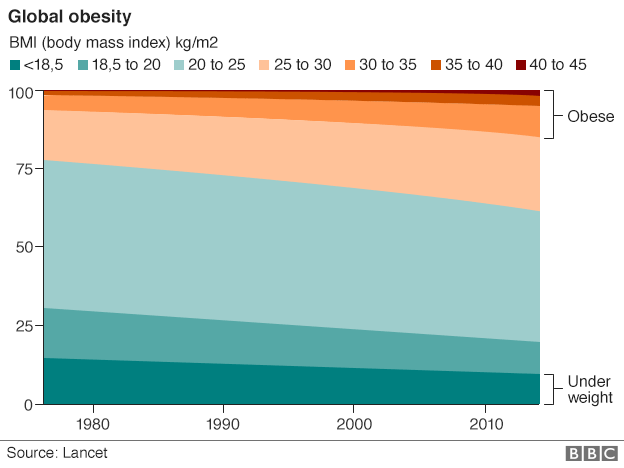 Global obesity
BMI (body mass index) kg/m2
<18,5 18,5 to 20 20 to 25 25 to 30 30 to 35 35 to 40 40 to 45
100
Obese
75
50
25
Under
weight
0
1980 1990 2000 2010
Source: Lancet BBC